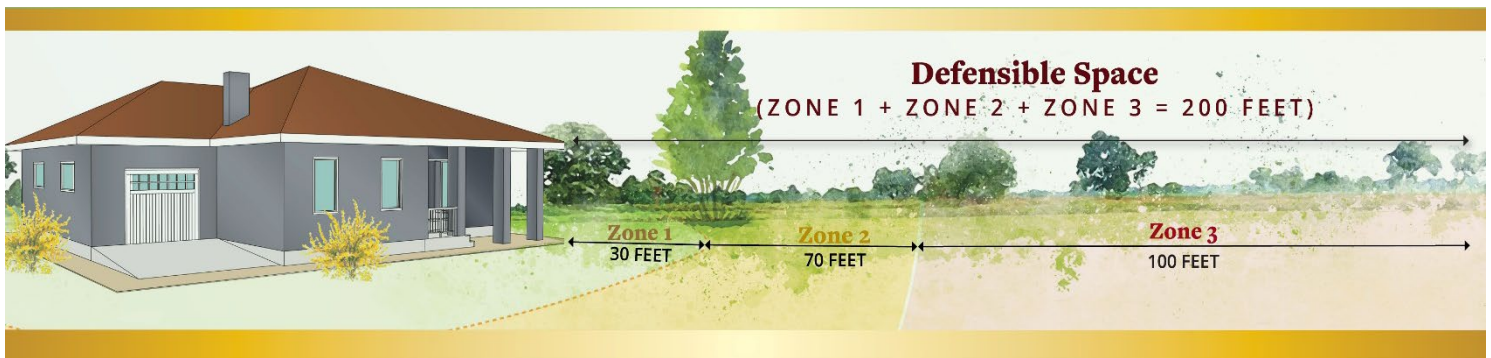 Defensible Space
(ZONE 1 + ZONE 2 + ZONE 3 = 200 FEET)
Zone 1
30 FEET
Zone 2
70 FEET
Zone 3
100 FEET